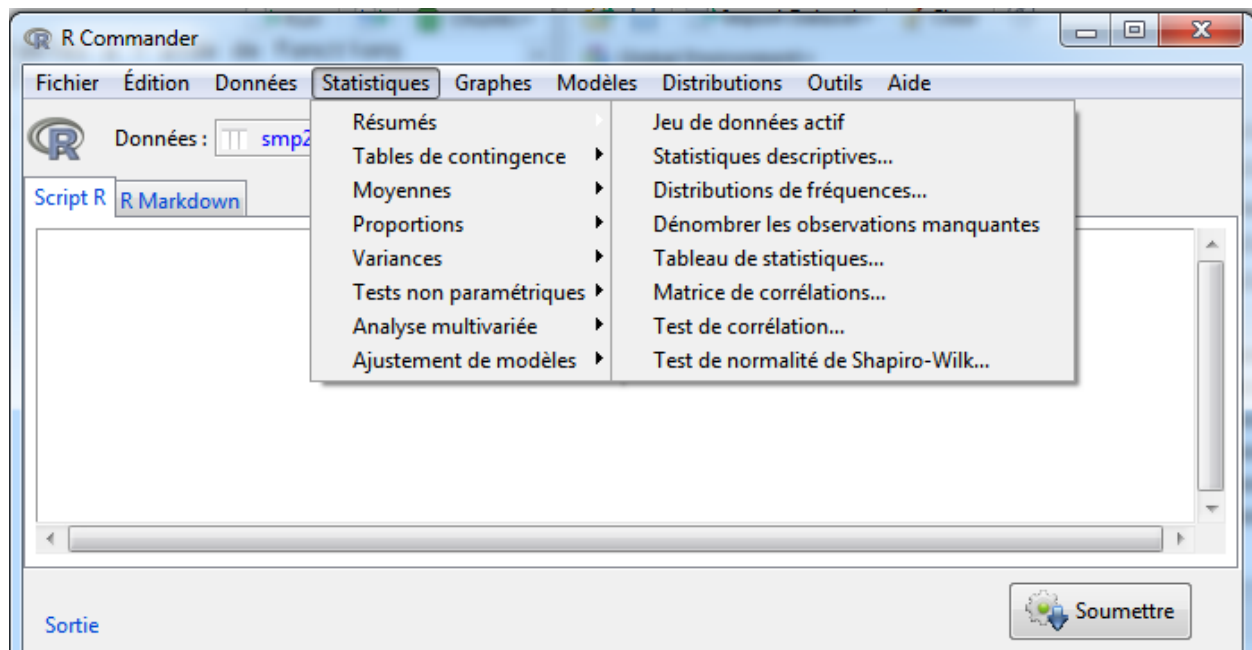 R Commander
Fichier Édition Données Statistiques Graphes Modèles Distributions Outils Aide
Données : smp2
Script R R Markdown
Résumés
Tables de contingence
Moyennes
Proportions
Variances
Tests non paramétriques
Analyse multivariée
Ajustement de modèles
Jeu de données actif
Statistiques descriptives...
Distributions de fréquences...
Dénombrer les observations manquantes
Tableau de statistiques...
Matrice de corrélations...
Test de corrélation...
Test de normalité de Shapiro-Wilk...
Soumettre
Sortie